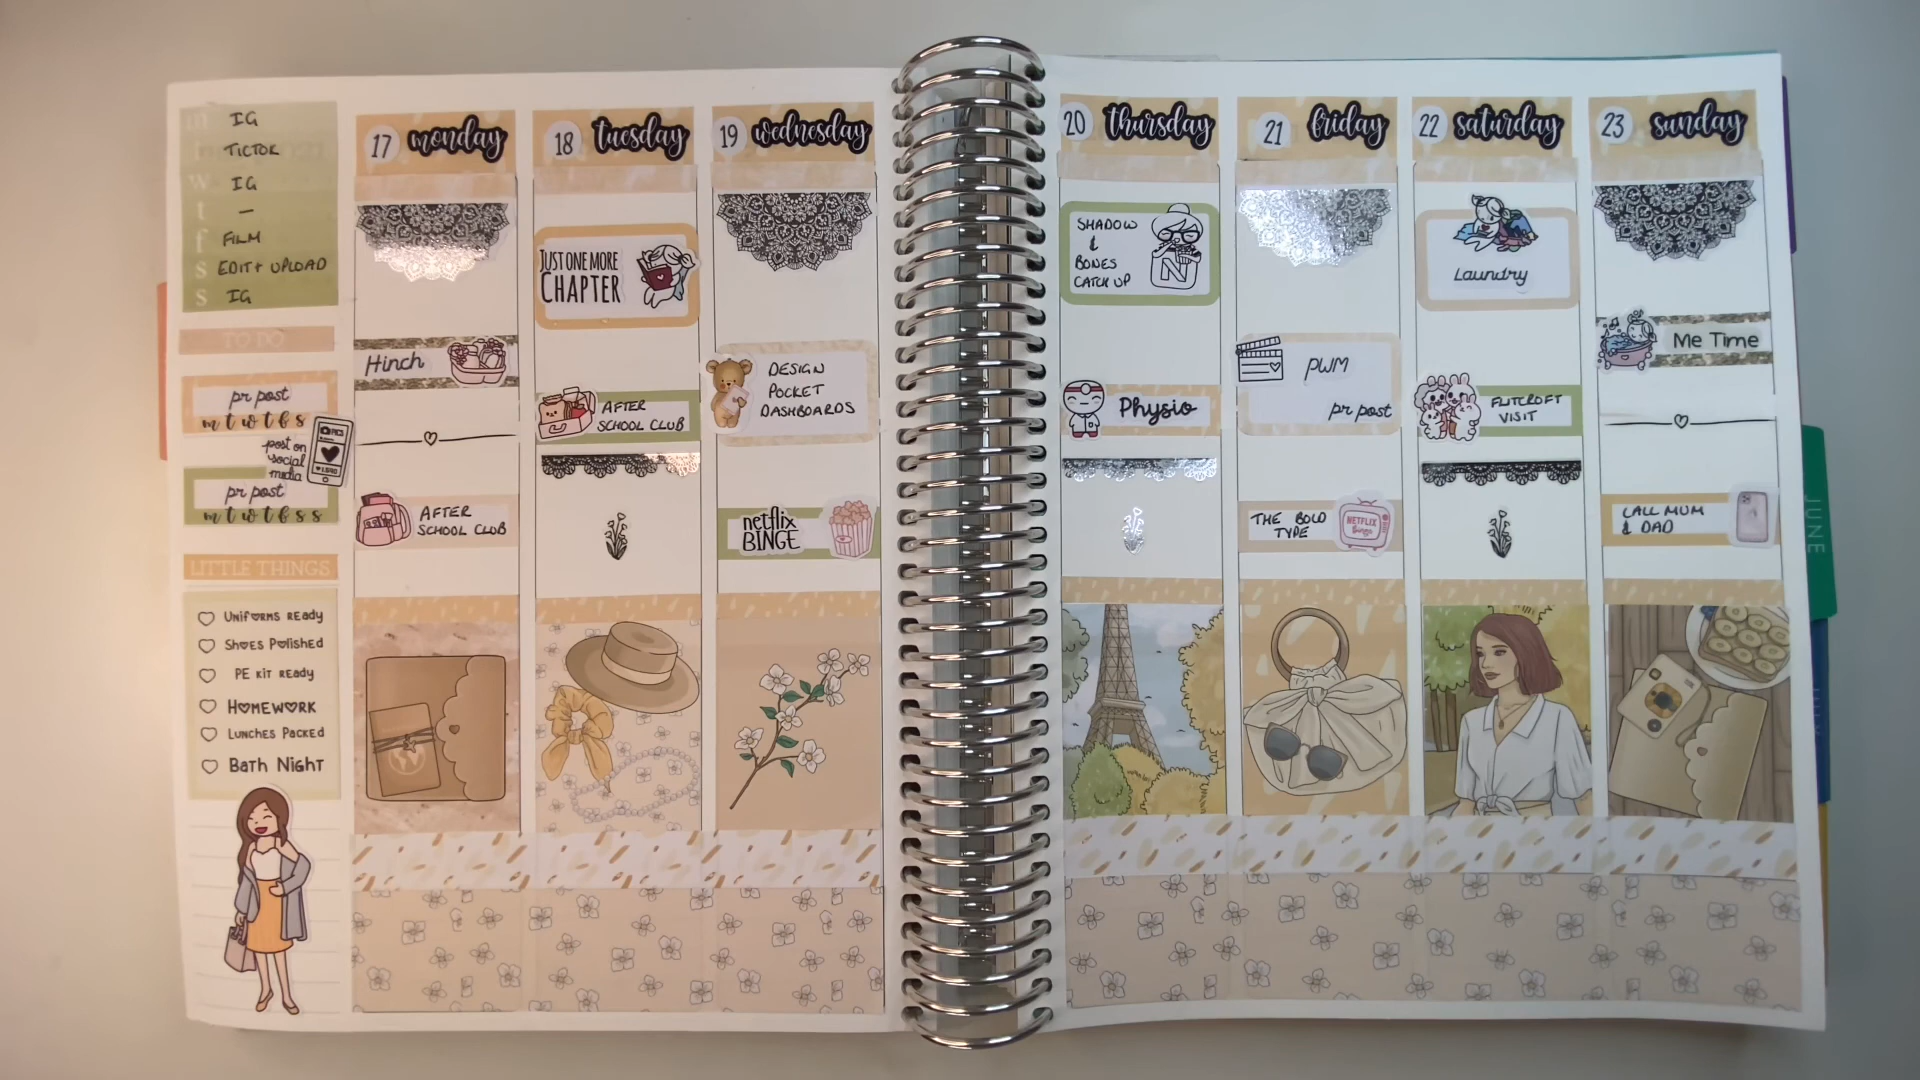 m IG
TICTOK
w IG
t –
f FILM
s EDIT + UPLOAD
s IG
TO DO
pr post
m t w t f s s
post on
social
media
PICS
pr post
m t w t f s s
LITTLE THINGS
UNIFORMS READY
SHOES POLISHED
PE KIT READY
HOMEWORK
LUNCHES PACKED
BATH NIGHT
17 monday
Hinch
AFTER
SCHOOL CLUB
18 tuesday
JUST ONE MORE
CHAPTER
AFTER
SCHOOL CLUB
19 wednesday
DESIGN
POCKET
DASHBOARDS
netflix
BINGE
20 thursday
SHADOW
&
BONES
CATCH UP
N
Physio
21 friday
PWM
pr post
THE BOLD
TYPE
NETFLIX
binge
22 saturday
Laundry
FLITCROFT
VISIT
23 sunday
Me Time
CALL MUM
& DAD
JUNE